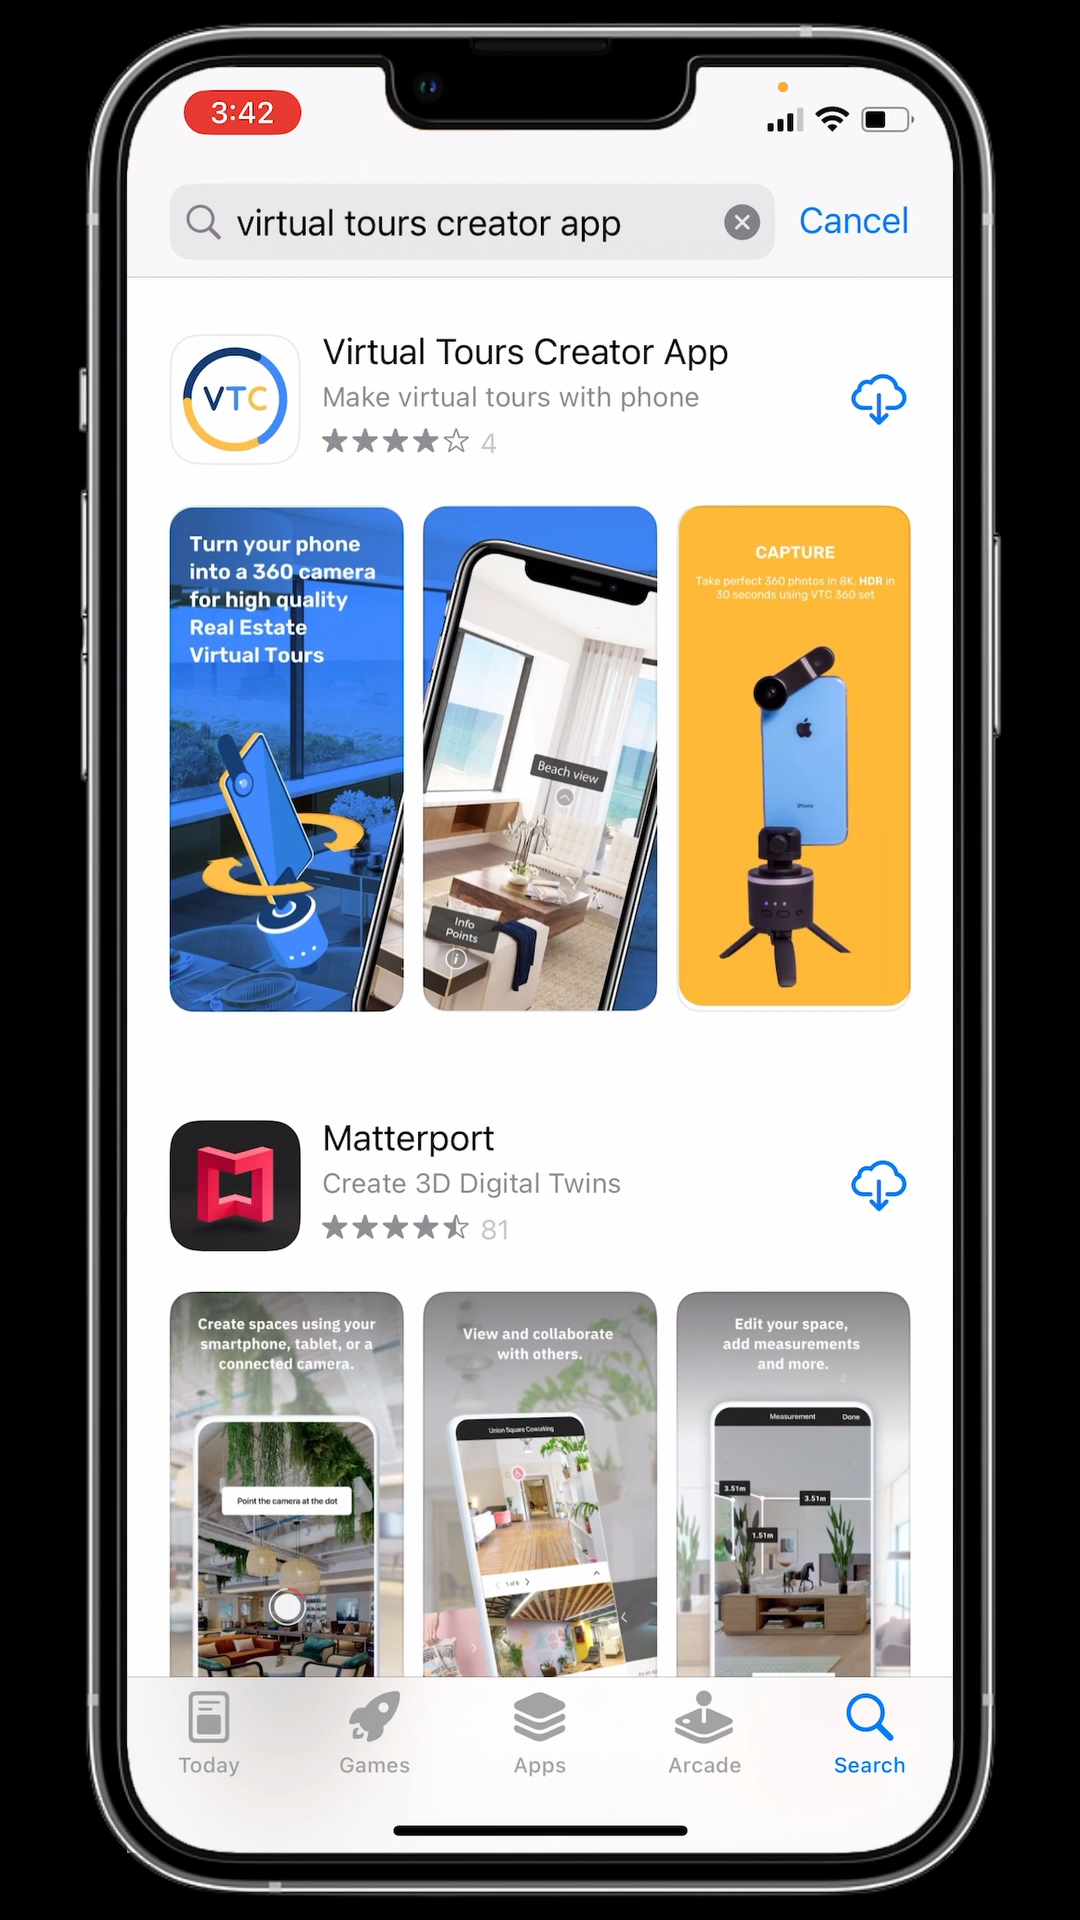 3:42
virtual tours creator app
Cancel
VTC
Virtual Tours Creator App
Make virtual tours with phone
4
Turn your phone
into a 360 camera
for high quality
Real Estate
Virtual Tours
Beach view
Info
Points
CAPTURE
Take perfect 360 photos in 8K, HDR in
30 seconds using VTC 360 set
iPhone
Matterport
Create 3D Digital Twins
81
Create spaces using your
smartphone, tablet, or a
connected camera.
Point the camera at the dot
View and collaborate
with others.
Union Square Coworking
1 of 6
Edit your space,
add measurements
and more.
Measurement
Done
3.51m
3.51m
1.51m
Today
Games
Apps
Arcade
Search